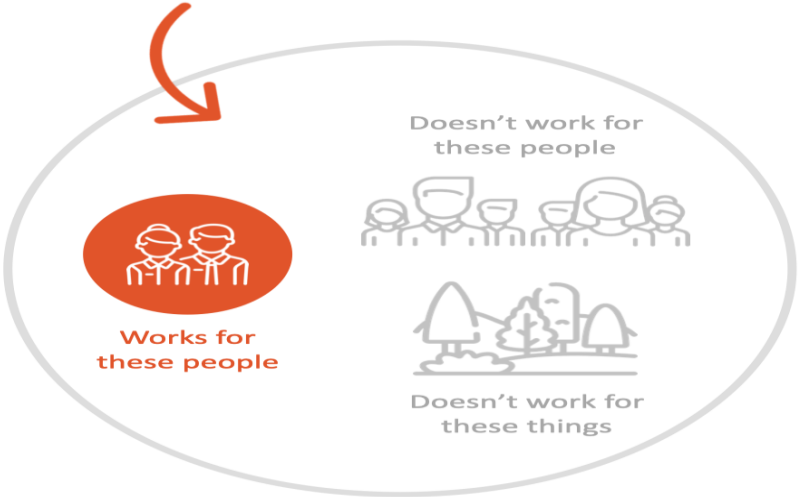 Doesn’t work for
these people
Works for
these people
Doesn’t work for
these things